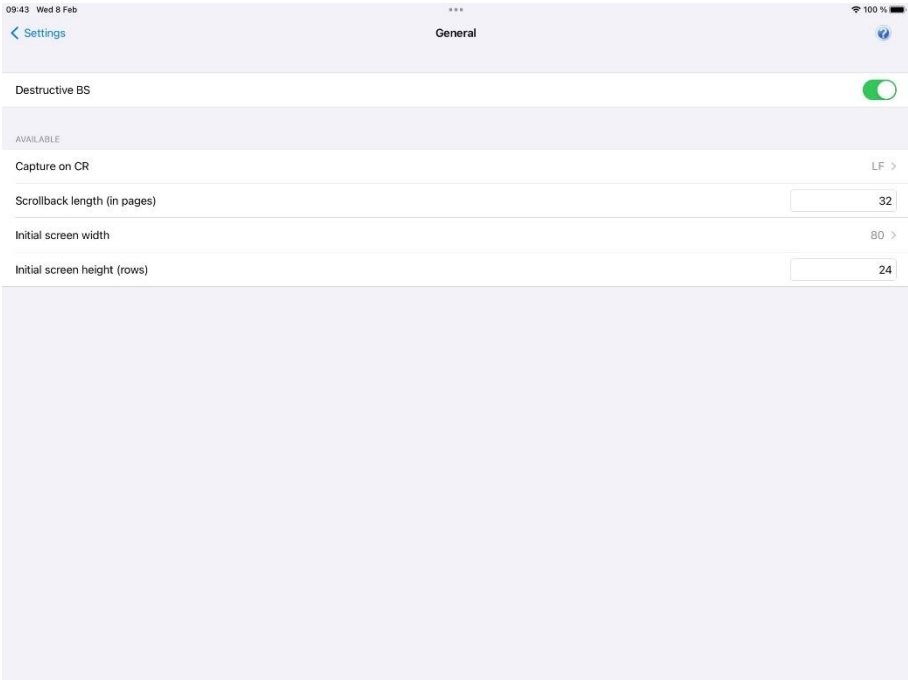 09:43 Wed 8 Feb 100 %
Settings General
Destructive BS
AVAILABLE
Capture on CR LF
Scrollback length (in pages) 32
Initial screen width 80
Initial screen height (rows) 24